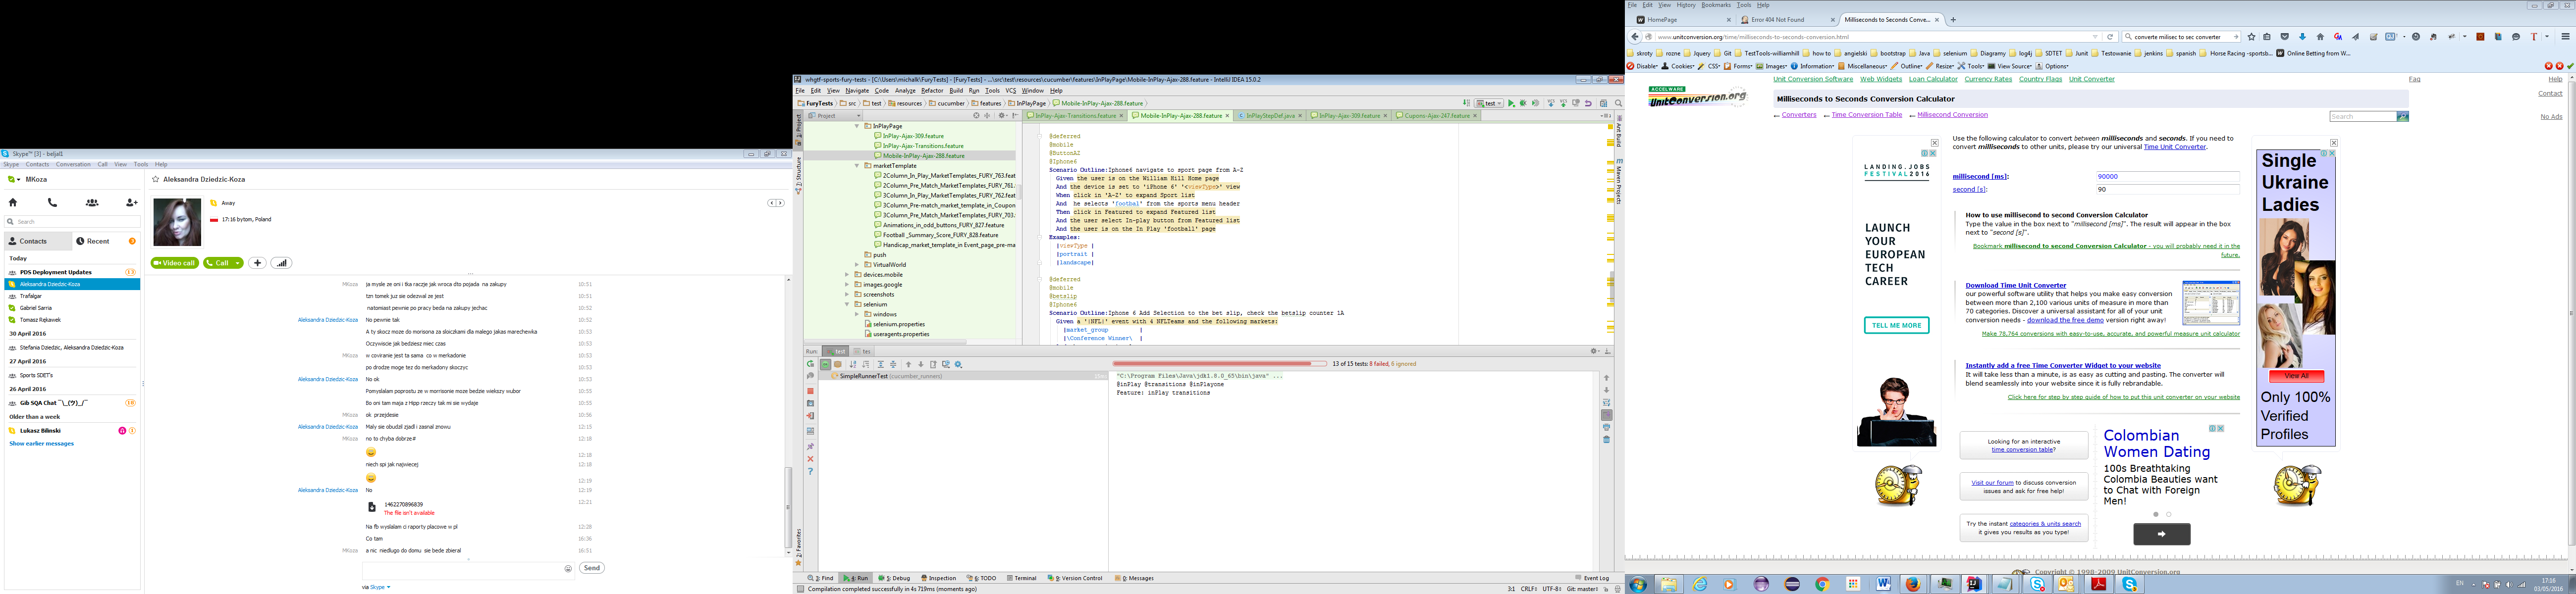 Skype™ [3] - beljal1
Skype Contacts Conversation Call View Tools Help
MKoza
Search
Contacts
Recent
Today
PDS Deployment Updates
Aleksandra Dziedzic-Koza
Trafalgar
Gabriel Sarria
Tomasz Rękawek
30 April 2016
Stefania Dziedzic, Aleksandra Dziedzic-Koza
27 April 2016
Sports SDET's
26 April 2016
Gib SQA Chat ¯\_(ツ)_/¯
Older than a week
Lukasz Bilinski
Show earlier messages
Aleksandra Dziedzic-Koza
Away
17:16 bytom, Poland
Video call
Call
MKoza ja mysle ze oni i tka raczje jak wroca dto pojada na zakupy 10:51
tzn tomek juz sie odezwal ze jest 10:51
natomiast pewnie po pracy beda na zakupy jechac 10:52
Aleksandra Dziedzic-Koza No pewnie tak 10:52
A ty skocz moze do morisona za sloiczkami dla malego jakas marechewka 10:53
Oczywiscie jak bedziesz miec czas 10:53
MKoza w coviranie jest ta sama co w merkadonie 10:53
po drodze moge tez do merkadony skoczyc 10:53
Aleksandra Dziedzic-Koza No ok 10:53
Pomyslalam poprostu ze w morrisonie moze bedzie wiekszy wybor 10:55
Bo oni tam maja z Hipp rzeczy tak mi sie wydaje 10:55
MKoza ok przejdesie 10:56
Aleksandra Dziedzic-Koza Maly sie obudzil zjadl i zasnal znowu 12:15
MKoza no to chyba dobrze# 12:18
12:18
niech spi jak najwiecej 12:18
12:19
Aleksandra Dziedzic-Koza No 12:19
1462270896839 12:21
The file isn't available
Na fb wyslalam ci raporty placowe w pl 12:28
Co tam 16:36
MKoza a nic niedlugo do domu sie bede zbieral 16:51
Send
via Skype
whgtf-sports-fury-tests - [C:\Users\michalk\FuryTests] - [FuryTests] - ...\src\test\resources\cucumber\features\InPlayPage\Mobile-InPlay-Ajax-288.feature - IntelliJ IDEA 15.0.2
File Edit View Navigate Code Analyze Refactor Build Run Tools VCS Window Help
FuryTests src test resources cucumber features InPlayPage Mobile-InPlay-Ajax-288.feature
test
Project
InPlay-Ajax-Transitions.feature Mobile-InPlay-Ajax-288.feature InPlayStepDef.java InPlay-Ajax-309.feature Cupons-Ajax-247.feature
InPlayPage
InPlay-Ajax-309.feature
InPlay-Ajax-Transitions.feature
Mobile-InPlay-Ajax-288.feature
marketTemplate
2Column_In_Play_MarketTemplates_FURY_763.feat
2Column_Pre_Match_MarketTemplates_FURY_761.
3Column_In_Play_MarketTemplates_FURY_762.feat
3Column_Pre-match_market_template_in_Coupon
3Column_Pre_Match_MarketTemplates_FURY_703.
Animations_in_odd_buttons_FURY_827.feature
Football _Summary_Score_FURY_828.feature
Handicap_market_template_in Event_page_pre-ma
push
VirtualWorld
devices.mobile
images.google
screenshots
selenium
windows
selenium.properties
useragents.properties
@deferred
@mobile
@ButtonAZ
@Iphone6
Scenario Outline:Iphone6 navigate to sport page from A-Z
Given the user is on the William Hill Home page
And the device is set to 'iPhone 6' '<viewType>' view
When click in 'A-Z' to expand Sport list
And he selects 'footbal' from the sports menu header
Then click in Featured to expand Featured list
And the user select In-play button from Featured list
And the user is on the In Play 'football' page
Examples:
|viewType |
|portrait |
|landscape|
@deferred
@mobile
@betslip
@Iphone6
Scenario Outline:Iphone 6 Add Selection to the bet slip, check the betslip counter 1A
Given a '!NFL!' event with 4 NFLTeams and the following markets:
|market_group |
|\Conference Winner\ |
Run: test tes
13 of 15 tests: 8 failed, 6 ignored
SimpleRunnerTest (cucumber_runners)
"C:\Program Files\Java\jdk1.8.0_65\bin\java" ...
@inPlay @transitions @inPlayone
Feature: inPlay transitions
3: Find 4: Run 5: Debug Inspection 6: TODO Terminal 9: Version Control 0: Messages Event Log
Compilation completed successfully in 4s 719ms (moments ago) 3:1 CRLF UTF-8 Git: master
1: Project
7: Structure
2: Favorites
Ant Build
Maven Projects
File Edit View History Bookmarks Tools Help
HomePage Error 404 Not Found Milliseconds to Seconds Conve...
www.unitconversion.org/time/milliseconds-to-seconds-conversion.html
converte milisec to sec converter
skroty rozne Jquery Git TestTools-williamhill how to angielski bootstrap Java selenium Diagramy log4j SDTET Junit Testowanie jenkins spanish Horse Racing -sportsb... Online Betting from W...
Disable Cookies CSS Forms Images Information Miscellaneous Outline Resize Tools View Source Options
Unit Conversion Software Web Widgets Loan Calculator Currency Rates Country Flags Unit Converter Faq Help
ACCELWARE
UnitConversion.org
Milliseconds to Seconds Conversion Calculator
Contact
← Converters ← Time Conversion Table ← Millisecond Conversion
Search
No Ads
Use the following calculator to convert between milliseconds and seconds. If you need to
convert milliseconds to other units, please try our universal Time Unit Converter.
millisecond [ms]: 90000
second [s]: 90
How to use millisecond to second Conversion Calculator
Type the value in the box next to "millisecond [ms]". The result will appear in the box
next to "second [s]".
Bookmark millisecond to second Conversion Calculator - you will probably need it in the
future.
Download Time Unit Converter
our powerful software utility that helps you make easy conversion
between more than 2,100 various units of measure in more than
70 categories. Discover a universal assistant for all of your unit
conversion needs - download the free demo version right away!
Make 78,764 conversions with easy-to-use, accurate, and powerful measure unit calculator
Instantly add a free Time Converter Widget to your website
It will take less than a minute, is as easy as cutting and pasting. The converter will
blend seamlessly into your website since it is fully rebrandable.
Click here for step by step guide of how to put this unit converter on your website
Looking for an interactive
time conversion table?
Visit our forum to discuss conversion
issues and ask for free help!
Try the instant categories & units search
it gives you results as you type!
LANDING.JOBS
FESTIVAL 2016
LAUNCH
YOUR
EUROPEAN
TECH
CAREER
TELL ME MORE
Colombian
Women Dating
100s Breathtaking
Colombia Beauties want
to Chat with Foreign
Men!
Single
Ukraine
Ladies
View All
Only 100%
Verified
Profiles
Copyright © 1998-2009 UnitConversion.org
EN
17:16
03/05/2016